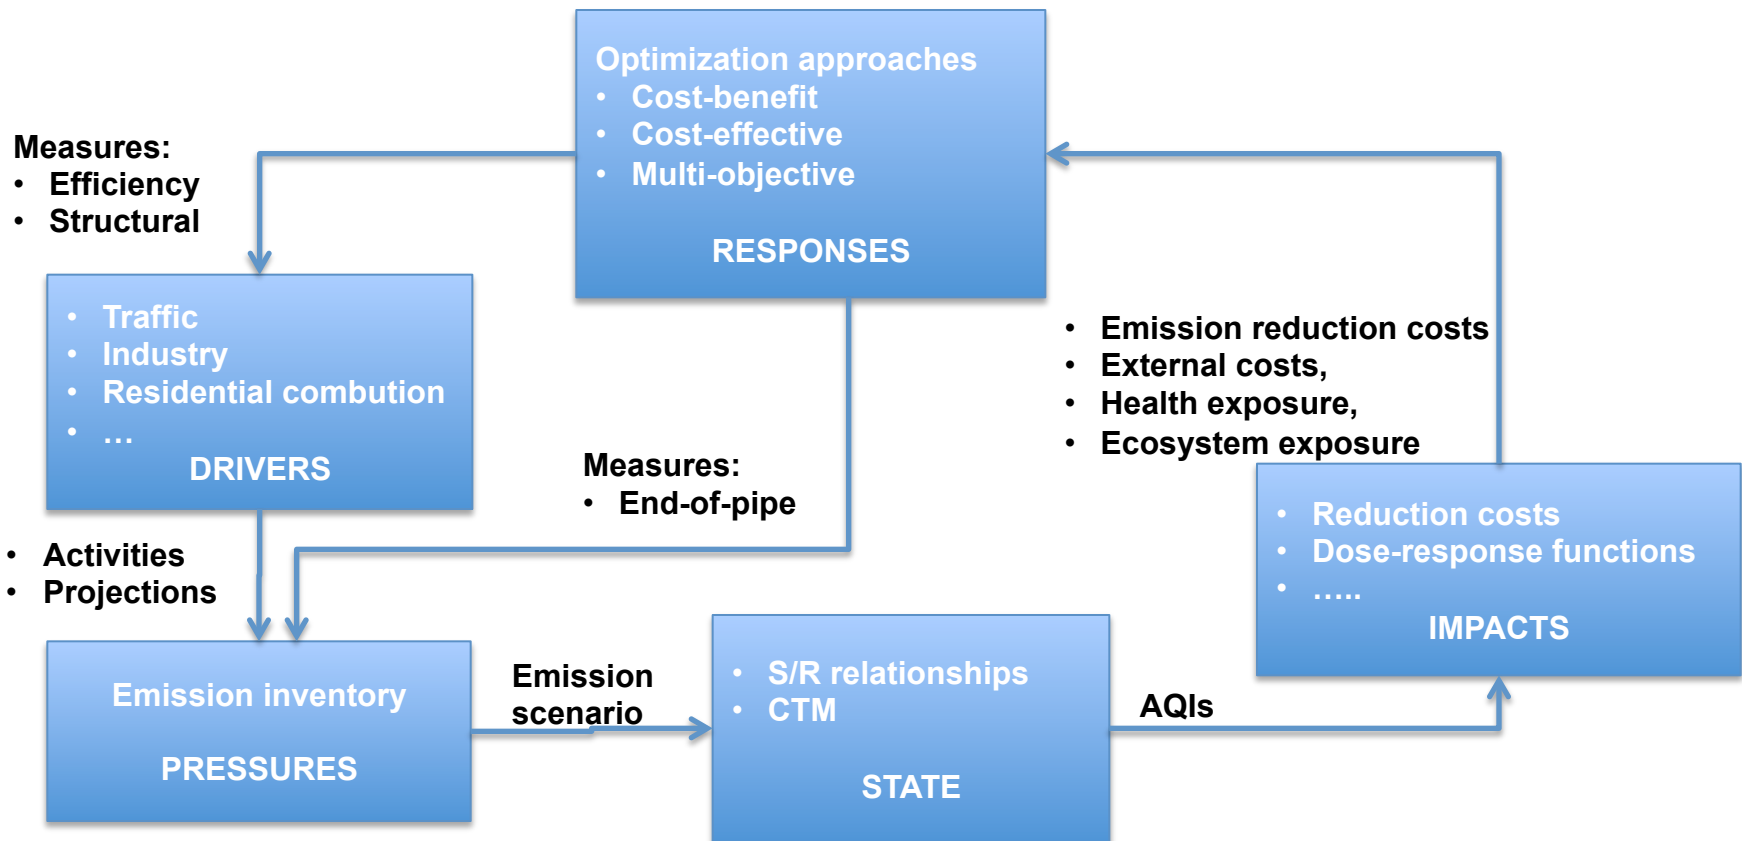 Optimization approaches
• Cost-benefit
• Cost-effective
• Multi-objective
RESPONSES
Measures:
• Efficiency
• Structural
• Traffic
• Industry
• Residential combution
• …
DRIVERS
• Emission reduction costs
• External costs,
• Health exposure,
• Ecosystem exposure
Measures:
• End-of-pipe
• Reduction costs
• Dose-response functions
• …..
IMPACTS
• Activities
• Projections
Emission inventory
PRESSURES
Emission
scenario
• S/R relationships
• CTM
STATE
AQIs